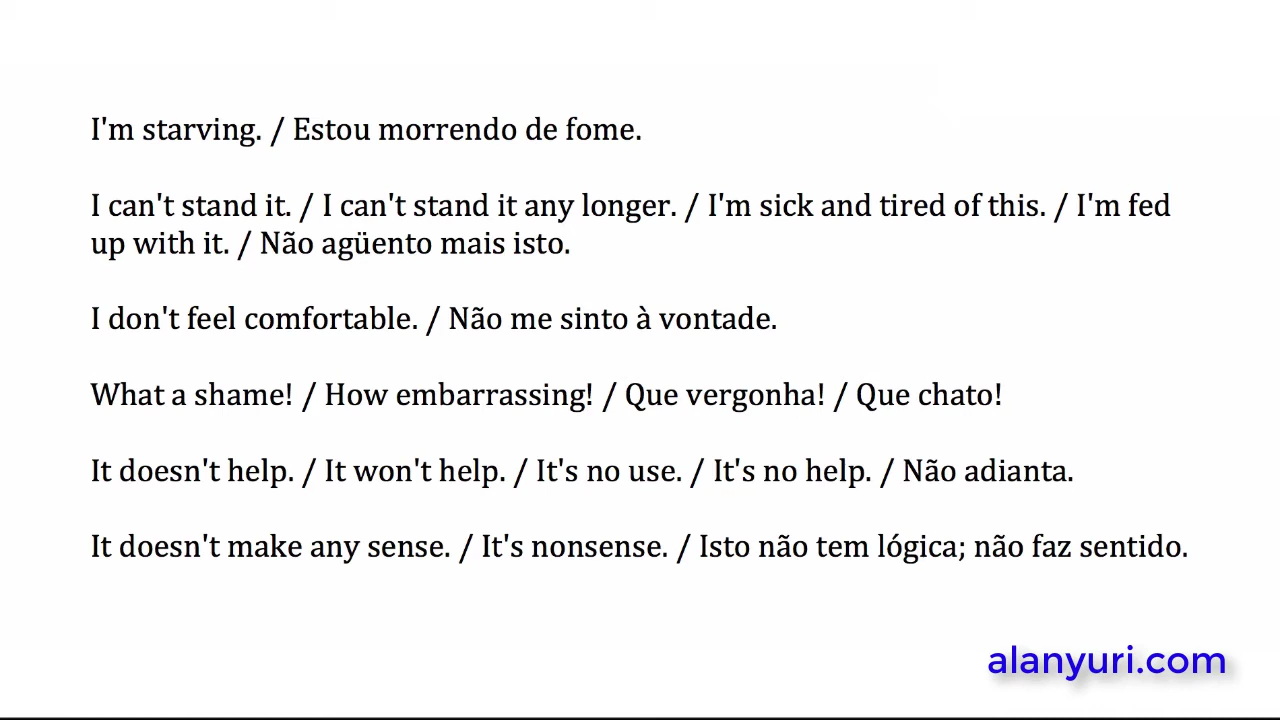 I'm starving. / Estou morrendo de fome.
I can't stand it. / I can't stand it any longer. / I'm sick and tired of this. / I'm fed
up with it. / Não agüento mais isto.
I don't feel comfortable. / Não me sinto à vontade.
What a shame! / How embarrassing! / Que vergonha! / Que chato!
It doesn't help. / It won't help. / It's no use. / It's no help. / Não adianta.
It doesn't make any sense. / It's nonsense. / Isto não tem lógica; não faz sentido.
alanyuri.com